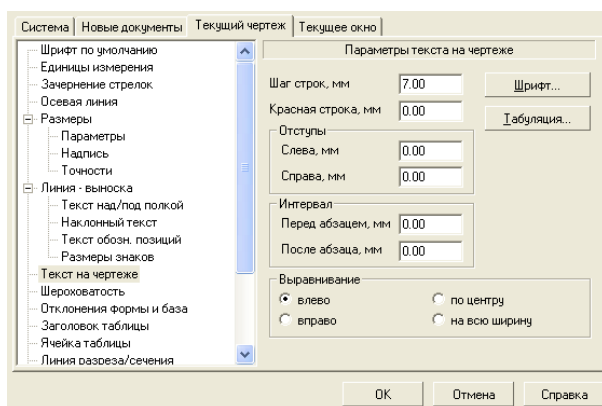 Система Новые документы Текущий чертеж Текущее окно
Шрифт по умолчанию
Единицы измерения
Зачернение стрелок
Осевая линия
Размеры
Параметры
Надпись
Точности
Линия - выноска
Текст над/под полкой
Наклонный текст
Текст обозн. позиций
Размеры знаков
Текст на чертеже
Шероховатость
Отклонения формы и база
Заголовок таблицы
Ячейка таблицы
Линия разреза/сечения
Параметры текста на чертеже
Шаг строк, мм 7.00 Шрифт...
Красная строка, мм 0.00 Табуляция...
Отступы
Слева, мм 0.00
Справа, мм 0.00
Интервал
Перед абзацем, мм 0.00
После абзаца, мм 0.00
Выравнивание
влево по центру
вправо на всю ширину
OK Отмена Справка